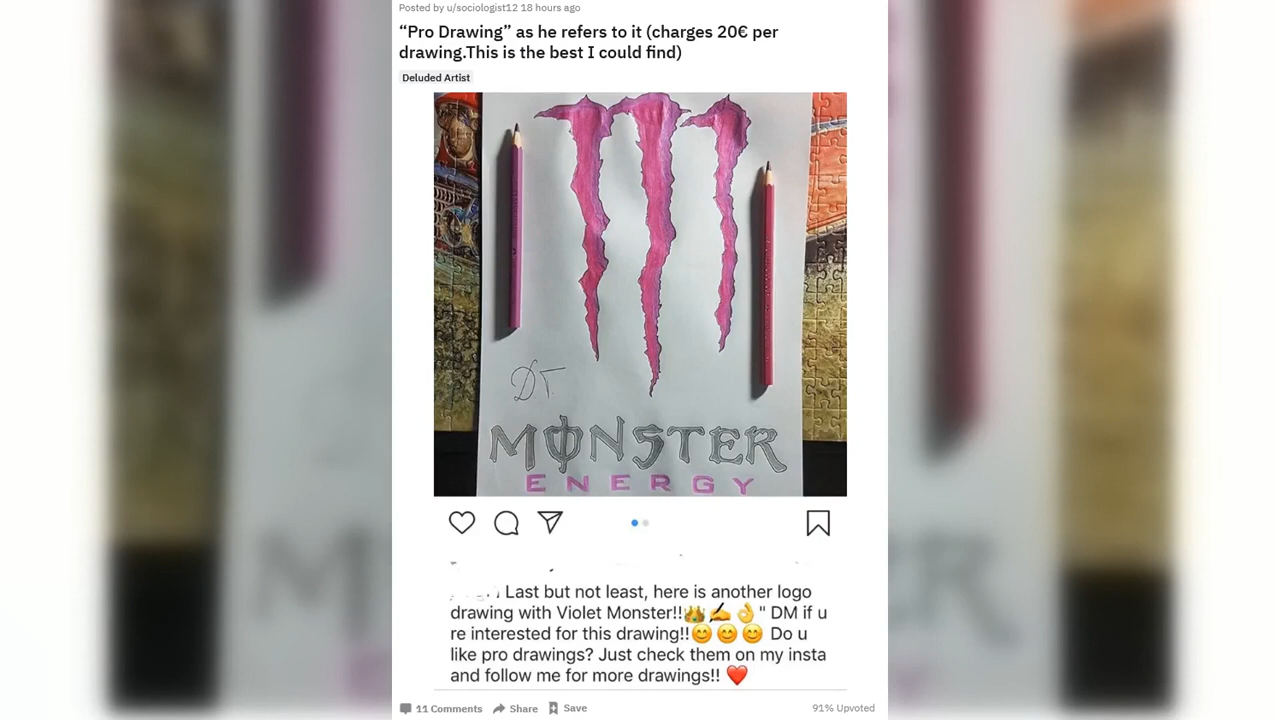 Posted by u/sociologist12 18 hours ago
“Pro Drawing” as he refers to it (charges 20€ per
drawing.This is the best I could find)
Deluded Artist
D.T.
MONSTER
ENERGY
Last but not least, here is another logo
drawing with Violet Monster!!👑✍️👌" DM if u
re interested for this drawing!!😊😊😊 Do u
like pro drawings? Just check them on my insta
and follow me for more drawings!! ❤️
11 Comments Share Save 91% Upvoted